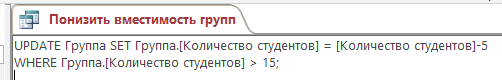 Понизить вместимость групп
UPDATE Группа SET Группа.[Количество студентов] = [Количество студентов]-5
WHERE Группа.[Количество студентов] > 15;